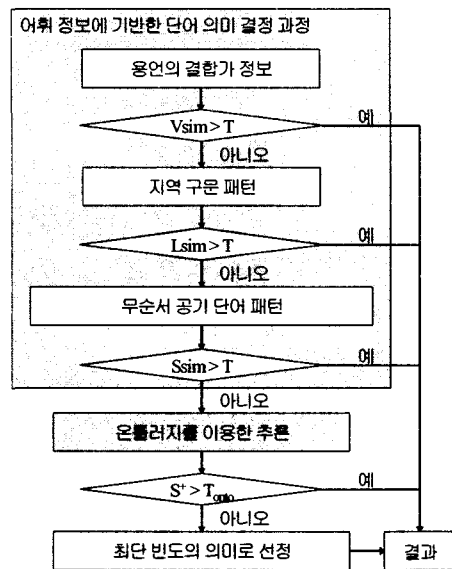 어휘 정보에 기반한 단어 의미 결정 과정
용언의 결합가 정보
Vsim > T
예
아니오
지역 구문 패턴
Lsim > T
예
아니오
무순서 공기 단어 패턴
Ssim > T
예
아니오
온톨러지를 이용한 추론
S⁺ > Tonto
예
아니오
최단 빈도의 의미로 선정
결과